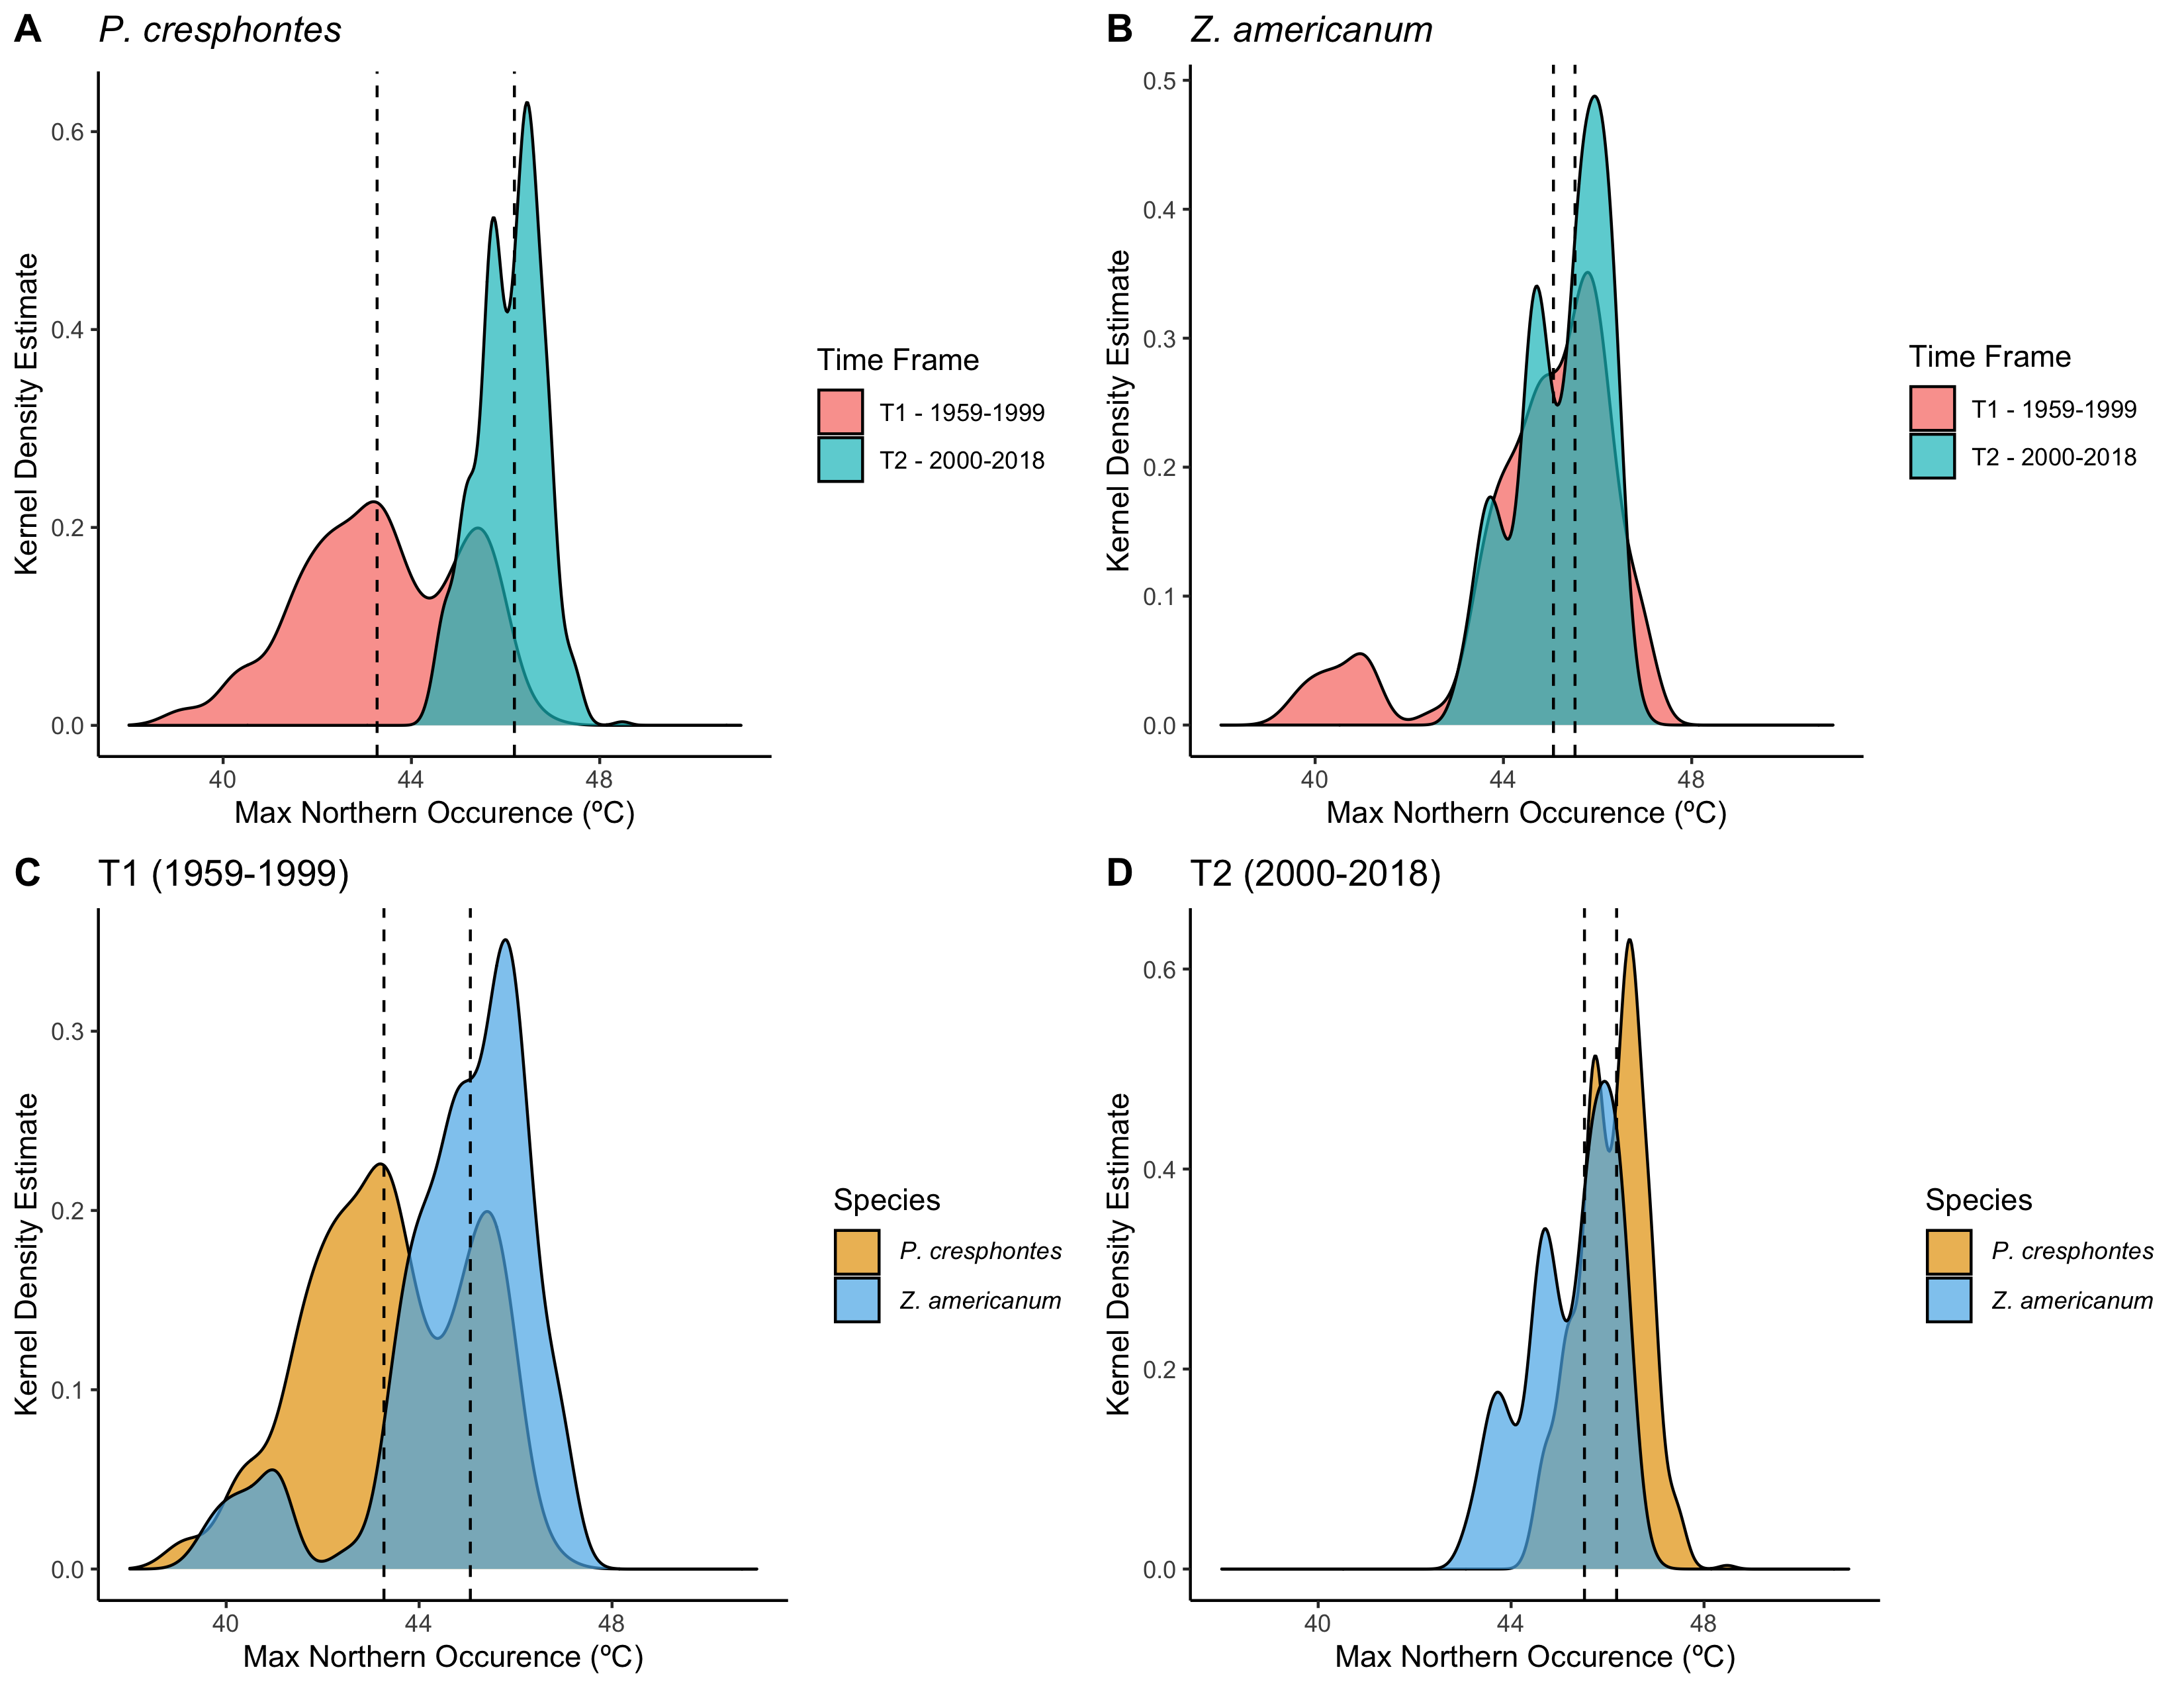 A P. cresphontes
Kernel Density Estimate
0.6
0.4
0.2
0.0
40 44 48
Max Northern Occurence (ºC)
Time Frame
T1 - 1959-1999
T2 - 2000-2018
B Z. americanum
Kernel Density Estimate
0.5
0.4
0.3
0.2
0.1
0.0
40 44 48
Max Northern Occurence (ºC)
Time Frame
T1 - 1959-1999
T2 - 2000-2018
C T1 (1959-1999)
Kernel Density Estimate
0.3
0.2
0.1
0.0
40 44 48
Max Northern Occurence (ºC)
Species
P. cresphontes
Z. americanum
D T2 (2000-2018)
Kernel Density Estimate
0.6
0.4
0.2
0.0
40 44 48
Max Northern Occurence (ºC)
Species
P. cresphontes
Z. americanum